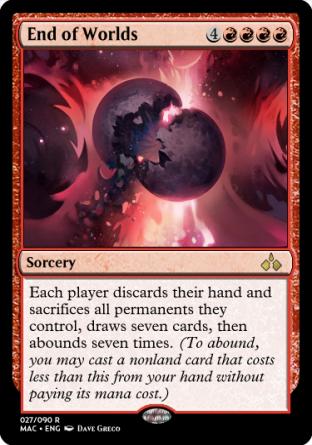 End of Worlds 4
Sorcery
Each player discards their hand and
sacrifices all permanents they
control, draws seven cards, then
abounds seven times. (To abound,
you may cast a nonland card that costs
less than this from your hand without
paying its mana cost.)
027/090 R
MAC • ENG Dave Greco